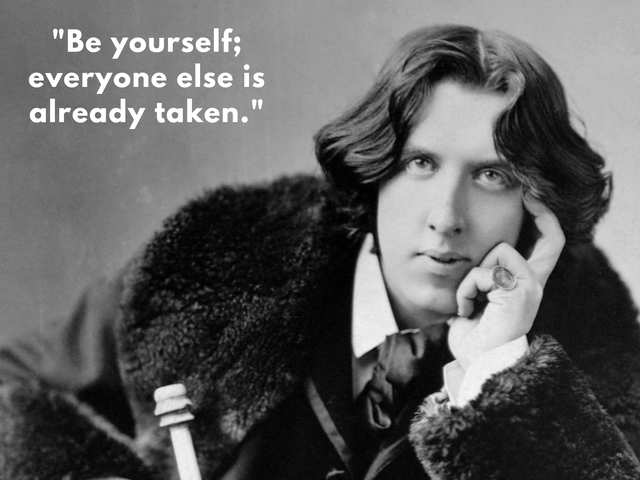 "Be yourself;
everyone else is
already taken."